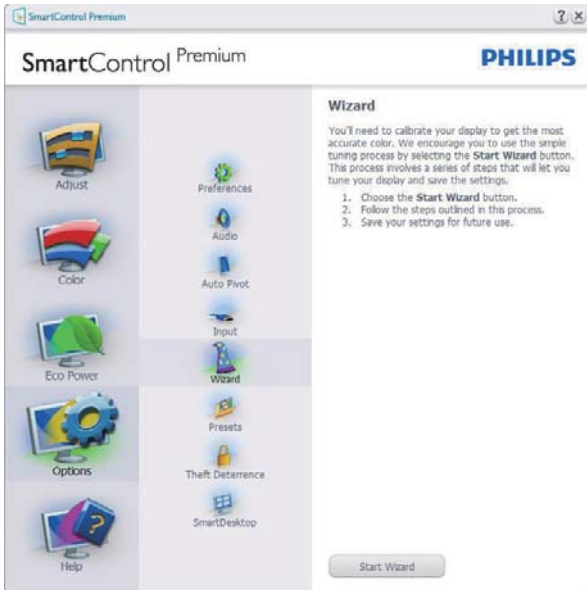 SmartControl Premium
SmartControl Premium
PHILIPS
Adjust
Color
Eco Power
Options
Help
Preferences
Audio
Auto Pivot
Input
Wizard
Presets
Theft Deterrence
SmartDesktop
Wizard
You'll need to calibrate your display to get the most
accurate color. We encourage you to use the simple
tuning process by selecting the Start Wizard button.
This process involves a series of steps that will let you
tune your display and save the settings.
1. Choose the Start Wizard button.
2. Follow the steps outlined in this process.
3. Save your settings for future use.
Start Wizard